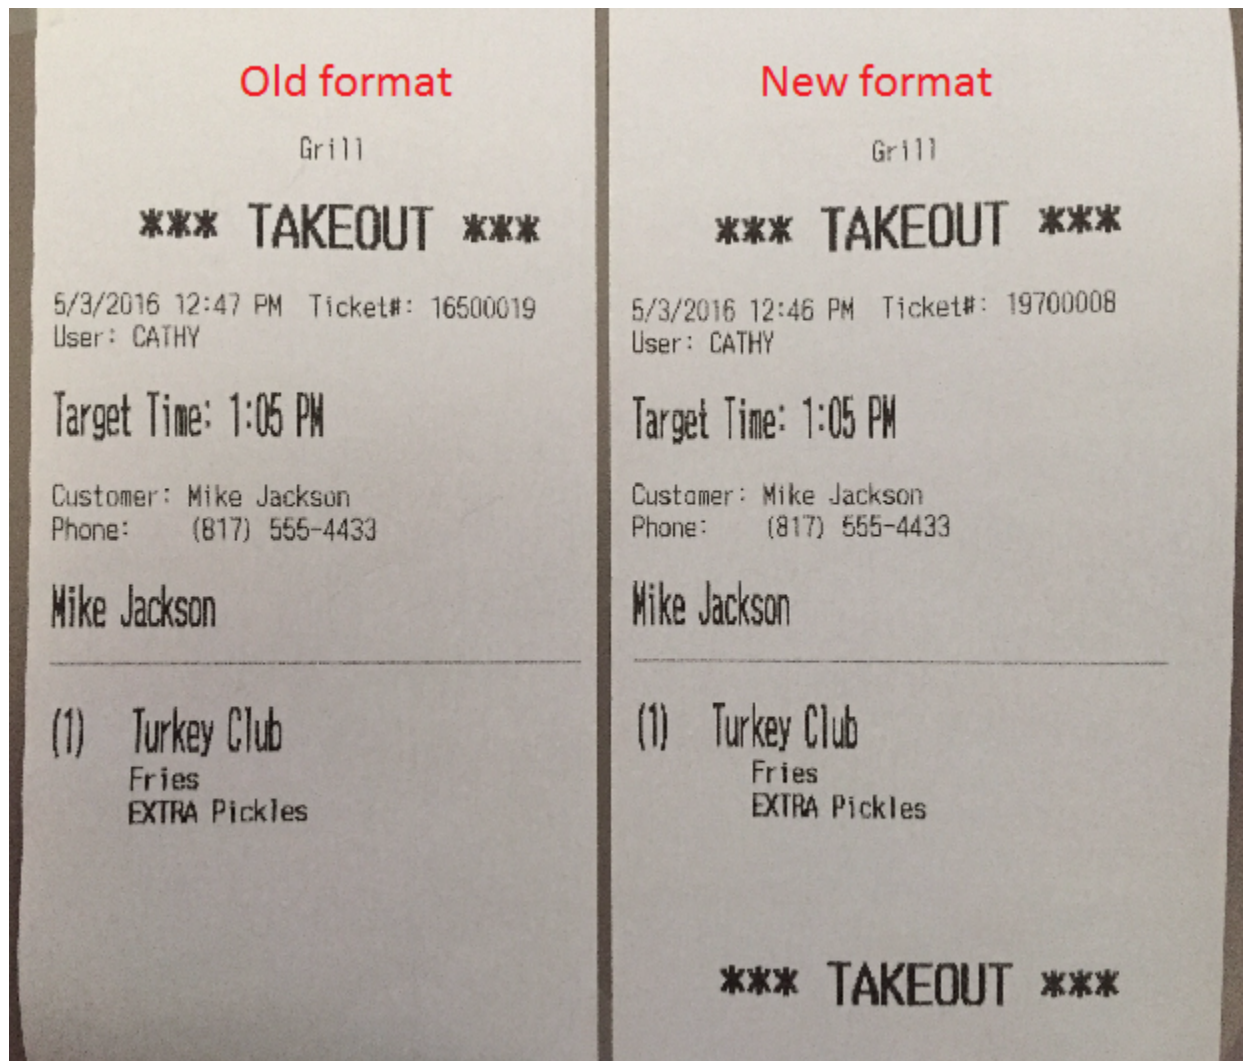 Old format
Grill
*** TAKEOUT ***
5/3/2016 12:47 PM Ticket#: 16500019
User: CATHY
Target Time: 1:05 PM
Customer: Mike Jackson
Phone: (817) 555-4433
Mike Jackson
(1) Turkey Club
Fries
EXTRA Pickles
New format
Grill
*** TAKEOUT ***
5/3/2016 12:46 PM Ticket#: 19700008
User: CATHY
Target Time: 1:05 PM
Customer: Mike Jackson
Phone: (817) 555-4433
Mike Jackson
(1) Turkey Club
Fries
EXTRA Pickles
*** TAKEOUT ***